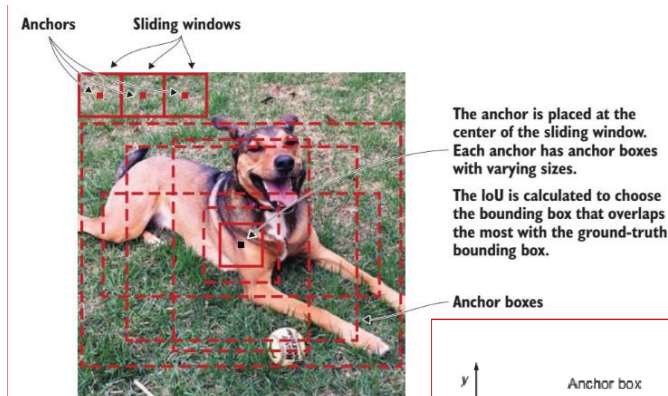 Anchors
Sliding windows
The anchor is placed at the
center of the sliding window.
Each anchor has anchor boxes
with varying sizes.
The IoU is calculated to choose
the bounding box that overlaps
the most with the ground-truth
bounding box.
Anchor boxes
y
Anchor box